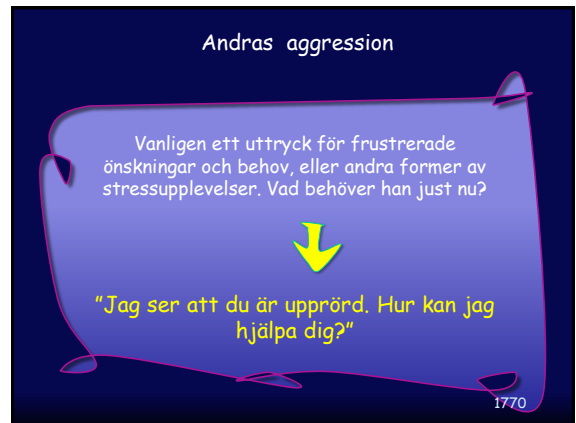 Andras aggression
Vanligen ett uttryck för frustrerade
önskningar och behov, eller andra former av
stressupplevelser. Vad behöver han just nu?
”Jag ser att du är upprörd. Hur kan jag
hjälpa dig?”
1770